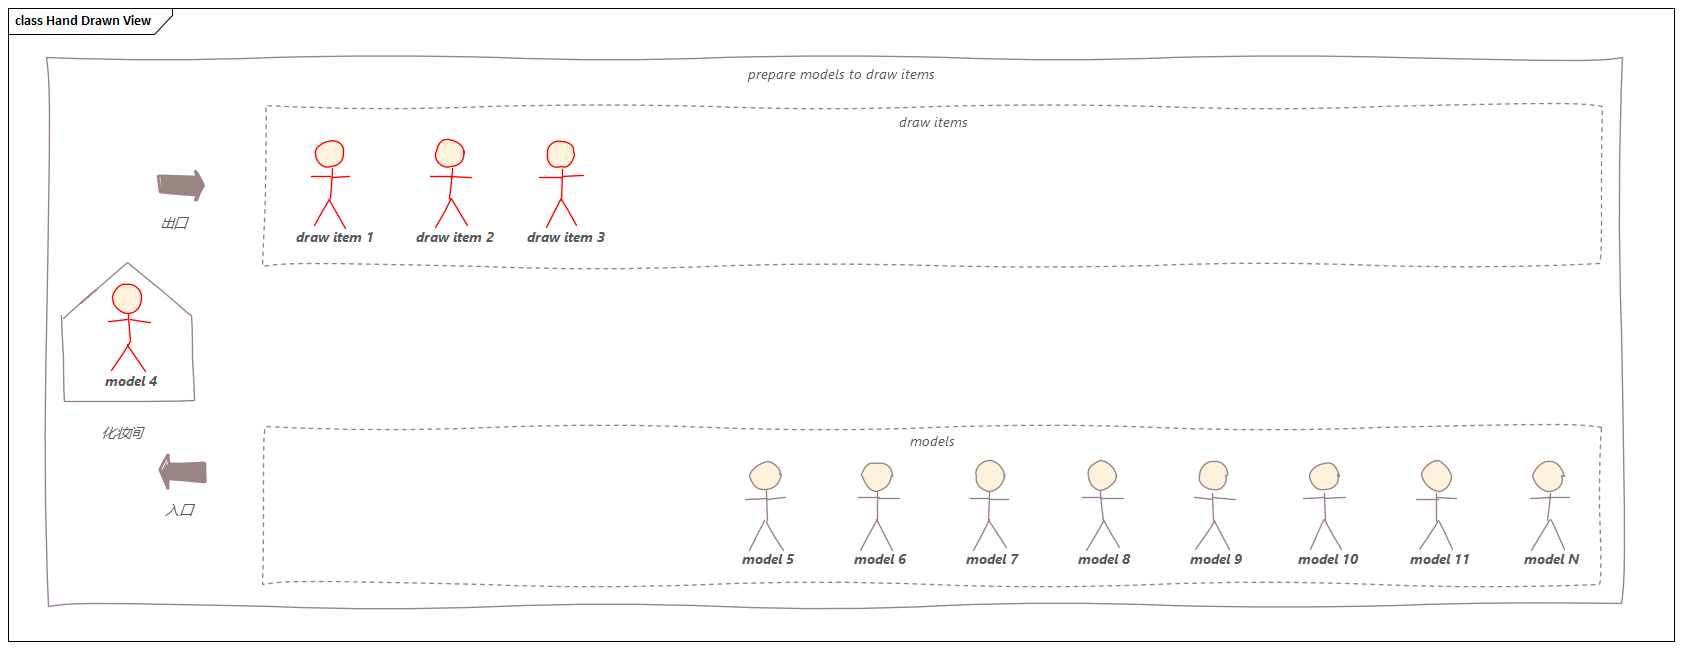 class Hand Drawn View
prepare models to draw items
draw items
draw item 1
draw item 2
draw item 3
出口
model 4
化妆间
入口
models
model 5
model 6
model 7
model 8
model 9
model 10
model 11
model N